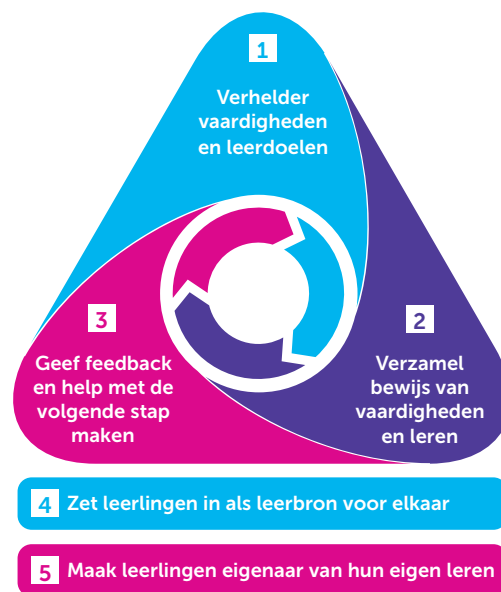 1
Verhelder
vaardigheden
en leerdoelen
2
Verzamel
bewijs van
vaardigheden
en leren
3
Geef feedback
en help met de
volgende stap
maken
4 Zet leerlingen in als leerbron voor elkaar
5 Maak leerlingen eigenaar van hun eigen leren